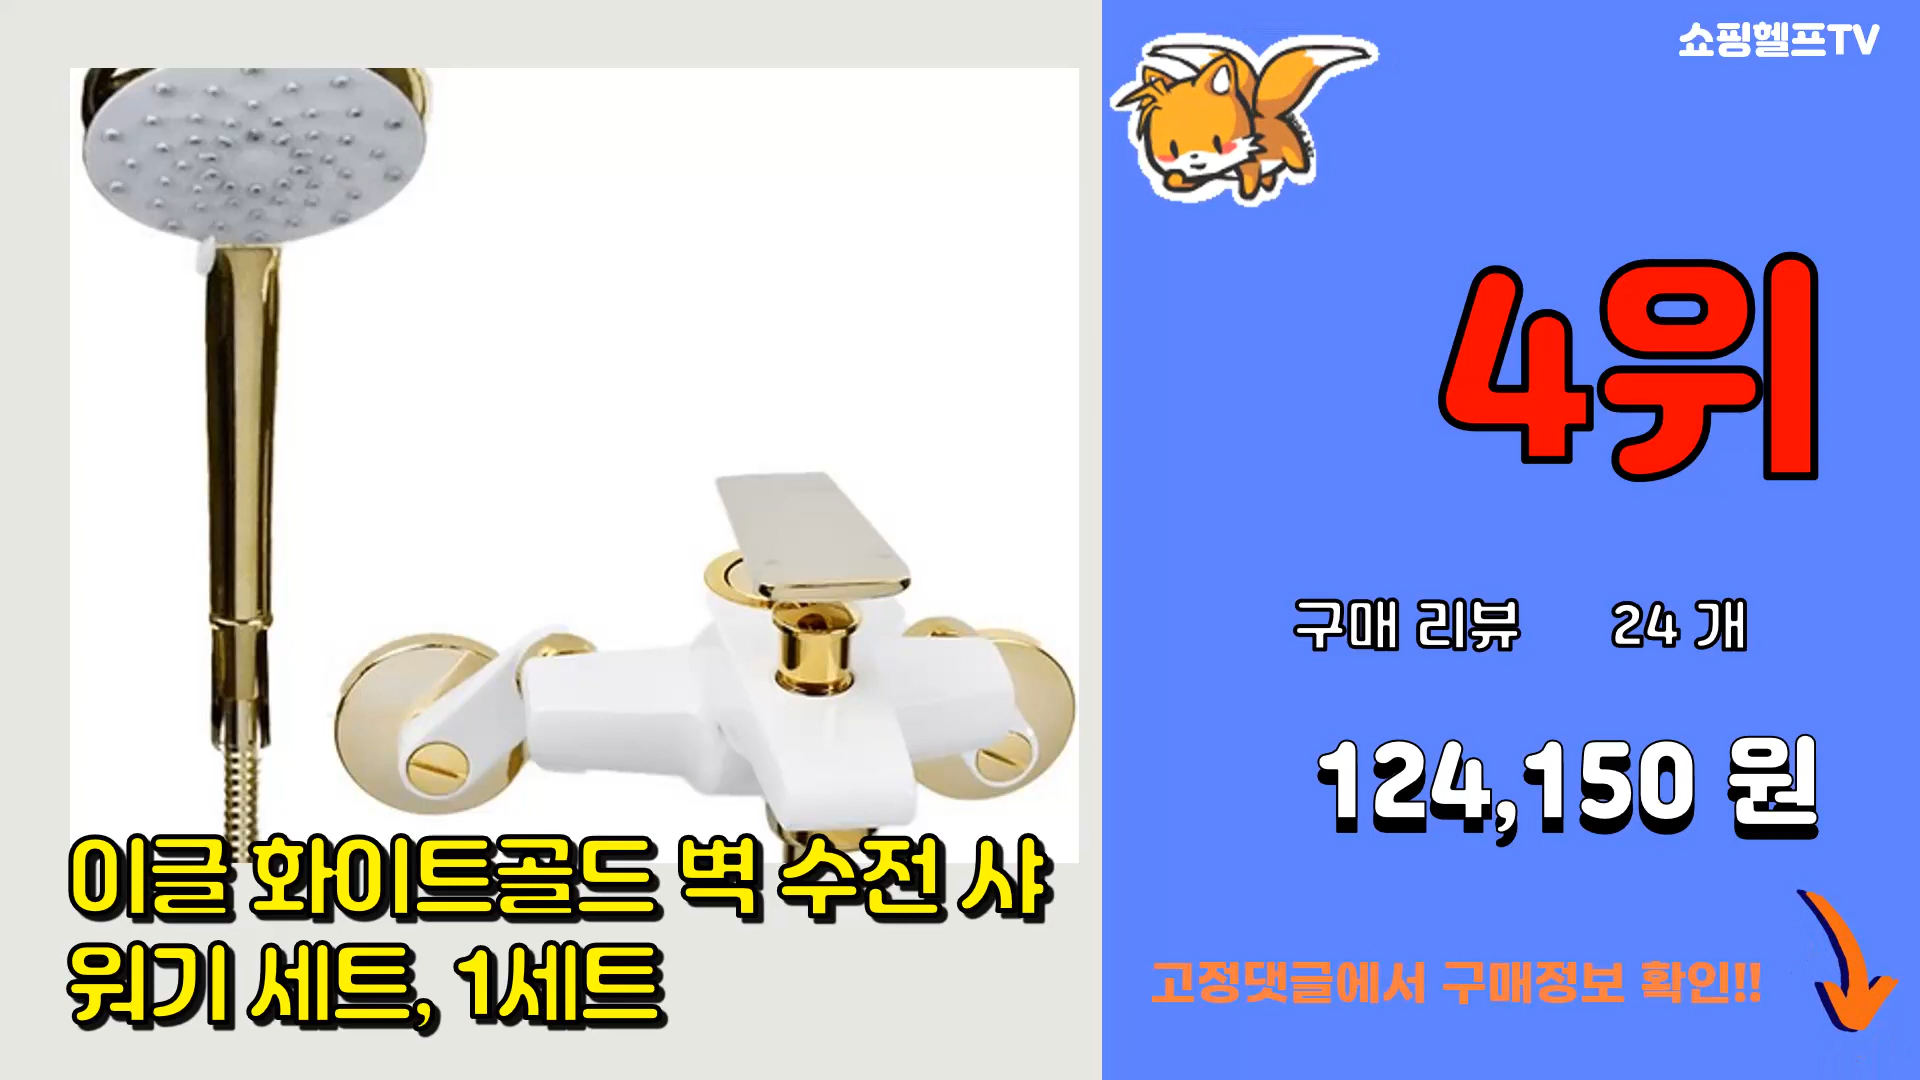 쇼핑헬프TV
4위
구매 리뷰 24 개
124,150 원
이글 화이트골드 벽 수전 샤
워기 세트, 1세트
고정댓글에서 구매정보 확인!!